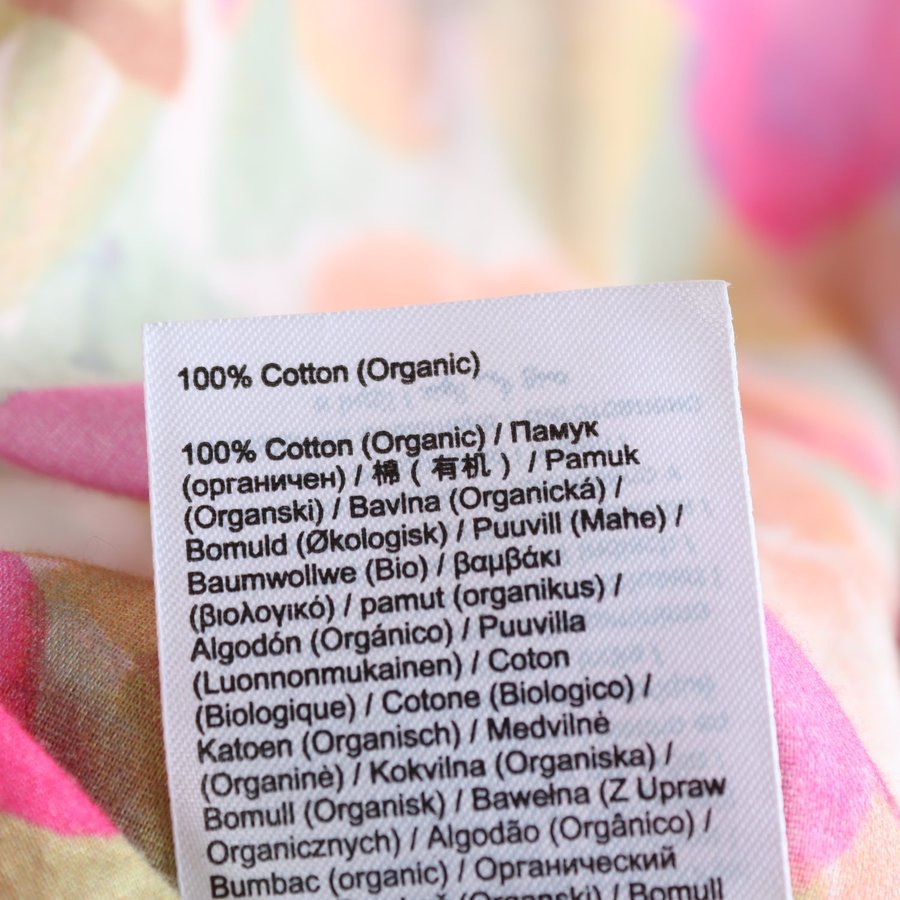 100% Cotton (Organic)
100% Cotton (Organic) / Памук
(органичен) / 棉 ( 有机 ) / Pamuk
(Organski) / Bavlna (Organická) /
Bomuld (Økologisk) / Puuvill (Mahe) /
Baumwollwe (Bio) / βαμβάκι
(βιολογικό) / pamut (organikus) /
Algodón (Orgánico) / Puuvilla
(Luonnonmukainen) / Coton
(Biologique) / Cotone (Biologico) /
Katoen (Organisch) / Medvilnė
(Organinė) / Kokvilna (Organiska) /
Bomull (Organisk) / Bawełna (Z Upraw
Organicznych) / Algodão (Orgânico) /
Bumbac (organic) / Органический
(Organski) / Bomull